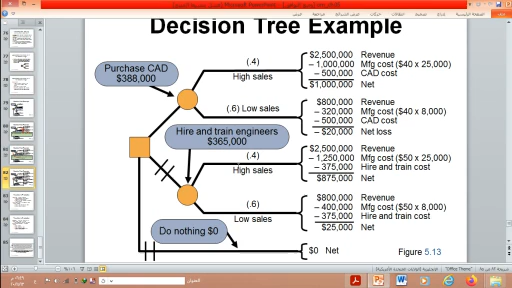 Decision Tree Example
Purchase CAD
$388,000
(.4)
High sales
$2,500,000 Revenue
– 1,000,000 Mfg cost ($40 x 25,000)
– 500,000 CAD cost
$1,000,000 Net
(.6) Low sales
$800,000 Revenue
– 320,000 Mfg cost ($40 x 8,000)
– 500,000 CAD cost
– $20,000 Net loss
Hire and train engineers
$365,000
(.4)
High sales
$2,500,000 Revenue
– 1,250,000 Mfg cost ($50 x 25,000)
– 375,000 Hire and train cost
$875,000 Net
(.6)
Low sales
$800,000 Revenue
– 400,000 Mfg cost ($50 x 8,000)
– 375,000 Hire and train cost
$25,000 Net
Do nothing $0
$0 Net
Figure 5.13
"Office Theme"
العنوان